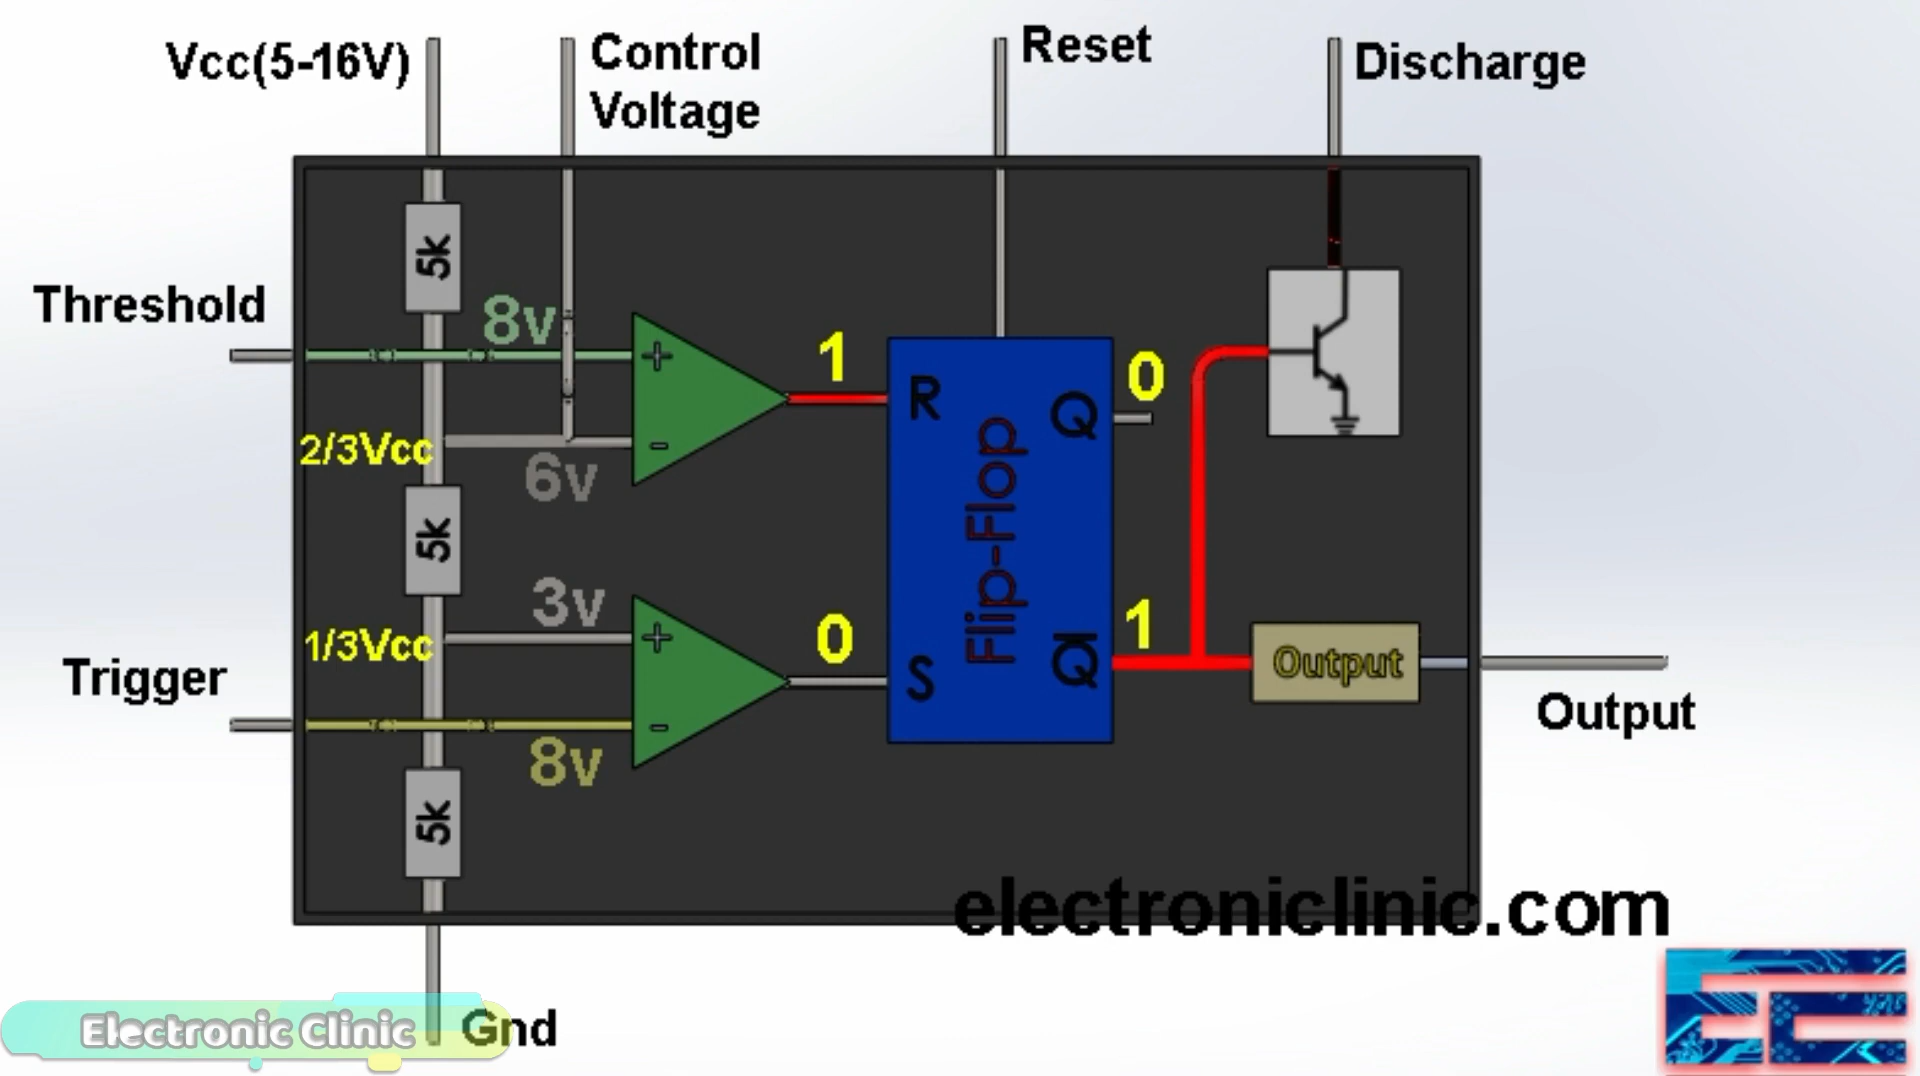 Vcc(5-16V)
Control
Voltage
Reset
Discharge
5k
Threshold
8v
+
1
R
Q
0
2/3Vcc
-
6v
5k
Flip-Flop
3v
1/3Vcc
+
0
S
Q̅
1
Output
Trigger
-
8v
Output
5k
electroniclinic.com
Electronic Clinic
Gnd